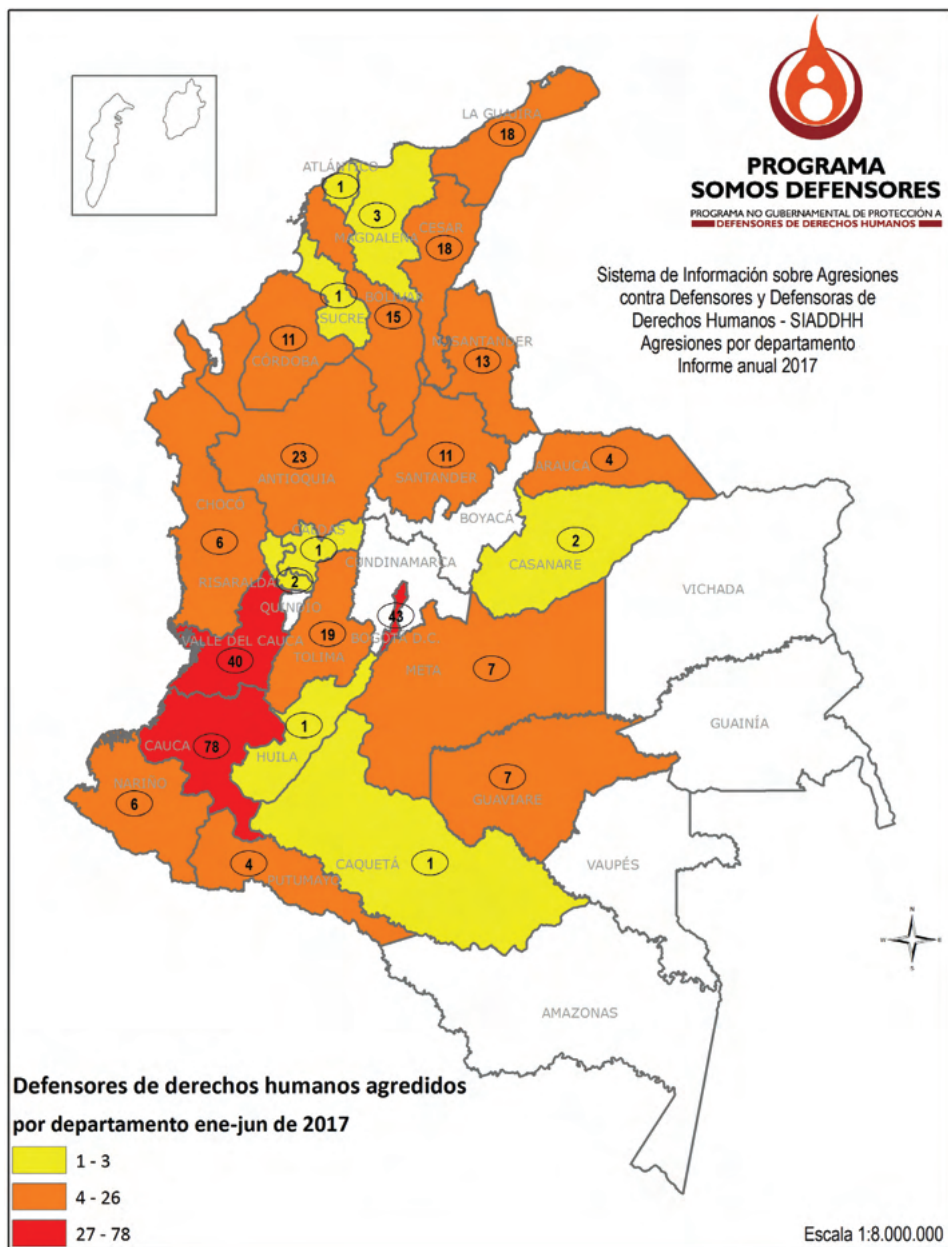 PROGRAMA
SOMOS DEFENSORES
PROGRAMA NO GUBERNAMENTAL DE PROTECCIÓN A
DEFENSORES DE DERECHOS HUMANOS
Sistema de Información sobre Agresiones
contra Defensores y Defensoras de
Derechos Humanos - SIADDHH
Agresiones por departamento
Informe anual 2017
LA GUAJIRA
18
ATLÁNTICO
1
3
MAGDALENA
CESAR
18
1
SUCRE
BOLÍVAR
15
11
CÓRDOBA
N.SANTANDER
13
23
ANTIOQUIA
11
SANTANDER
4
ARAUCA
BOYACÁ
2
CASANARE
CHOCÓ
6
CALDAS
1
CUNDINAMARCA
RISARALDA
2
QUINDÍO
VICHADA
43
BOGOTÁ D.C.
19
TOLIMA
VALLE DEL CAUCA
40
META
7
GUAINÍA
CAUCA
78
1
HUILA
7
GUAVIARE
NARIÑO
6
4
PUTUMAYO
CAQUETÁ
1
VAUPÉS
N
W
E
S
AMAZONAS
Defensores de derechos humanos agredidos
por departamento ene-jun de 2017
1 - 3
4 - 26
27 - 78
Escala 1:8.000.000